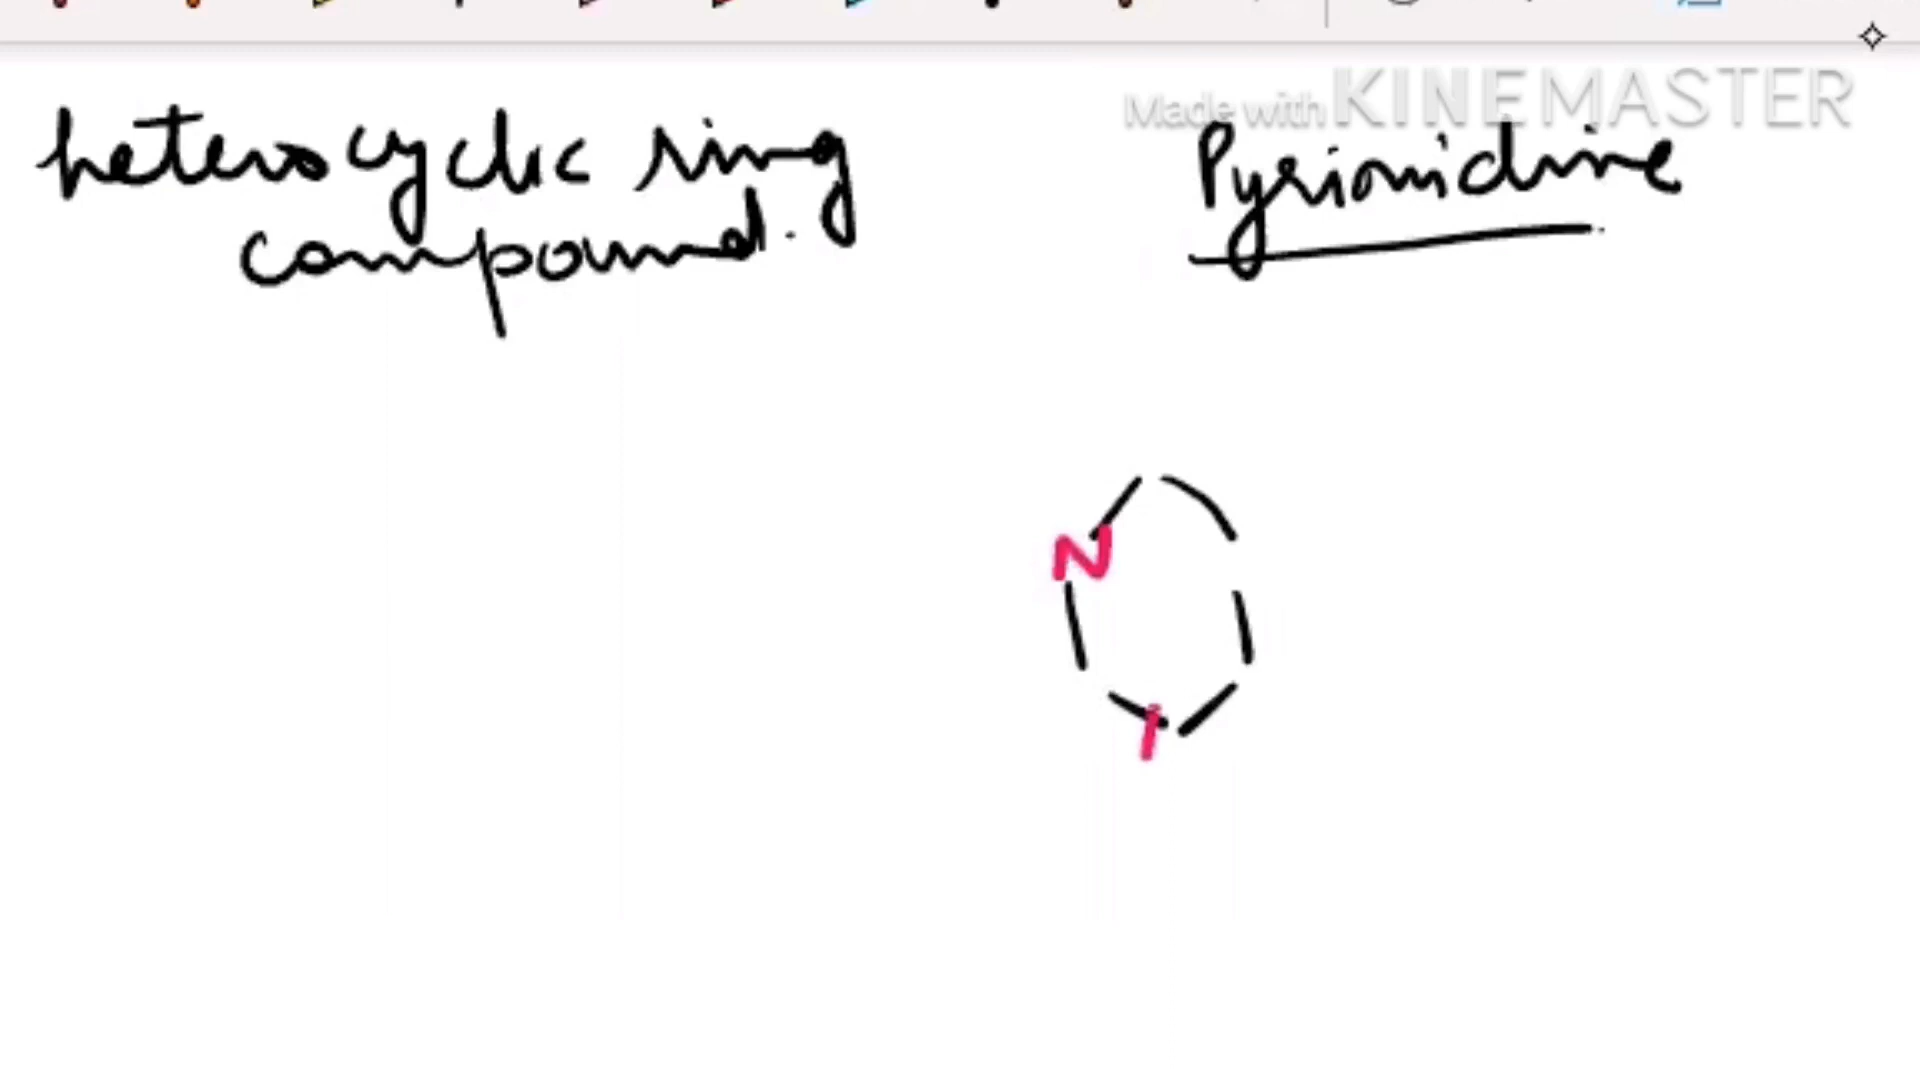 Made with KINEMASTER
heterocyclic ring
compound.
Pyrimidine
N